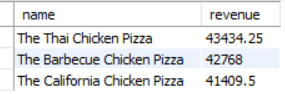 name revenue
The Thai Chicken Pizza 43434.25
The Barbecue Chicken Pizza 42768
The California Chicken Pizza 41409.5